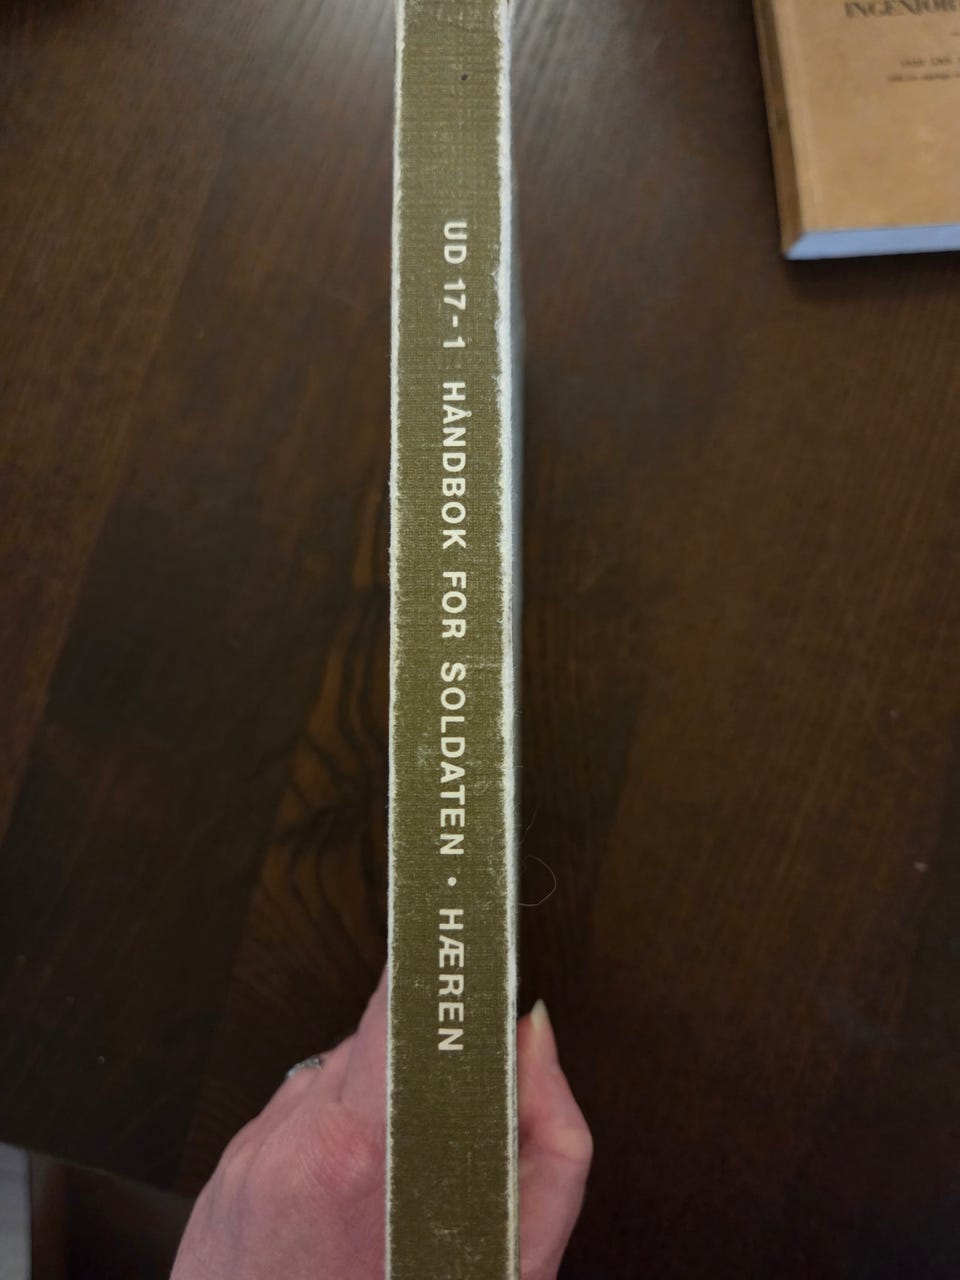 UD 17-1 HÅNDBOK FOR SOLDATEN • HÆREN